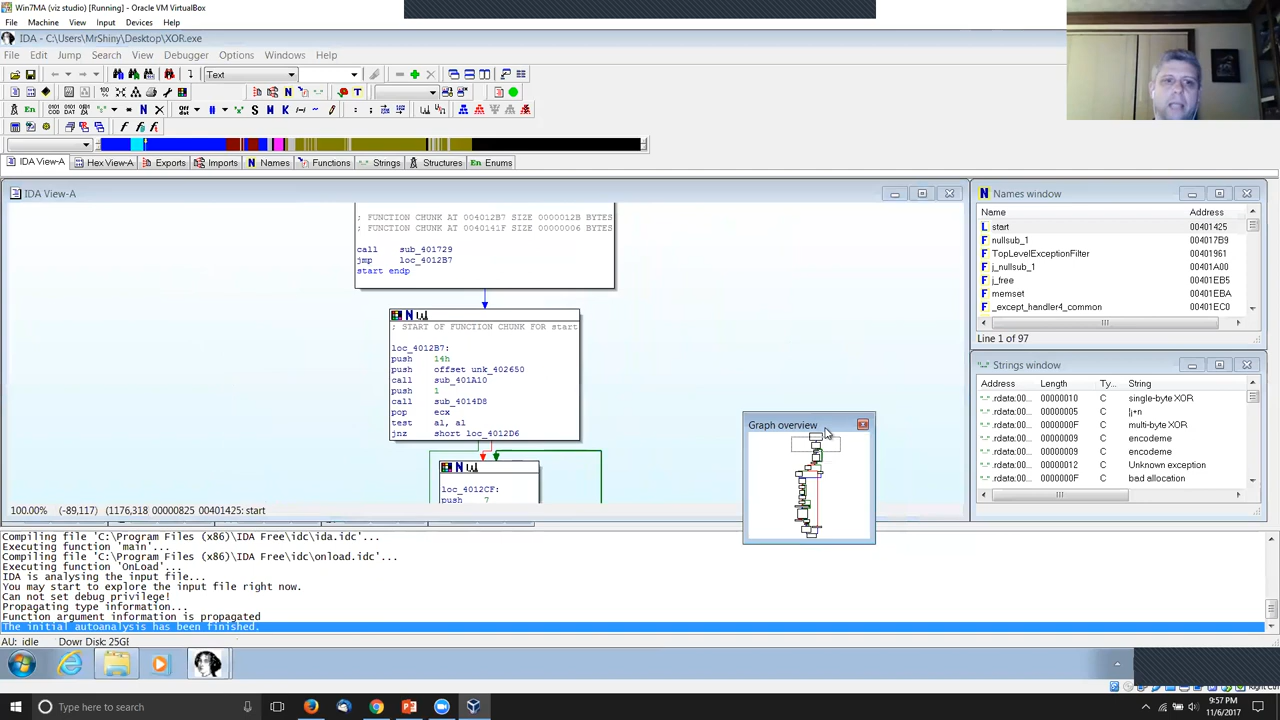 Win7MA (viz studio) [Running] - Oracle VM VirtualBox
File Machine View Input Devices Help
IDA - C:\Users\MrShiny\Desktop\XOR.exe
File Edit Jump Search View Debugger Options Windows Help
Text
IDA View-A Hex View-A Exports Imports Names Functions Strings Structures Enums
IDA View-A
; FUNCTION CHUNK AT 004012B7 SIZE 0000012B BYTES
; FUNCTION CHUNK AT 0040141F SIZE 00000006 BYTES
call sub_401729
jmp loc_4012B7
start endp
; START OF FUNCTION CHUNK FOR start
loc_4012B7:
push 14h
push offset unk_402650
call sub_401A10
push 1
call sub_4014D8
pop ecx
test al, al
jnz short loc_4012D6
loc_4012CF:
push 7
100.00% (-89,117) (1176,318) 00000825 00401425: start
Graph overview
Names window
Name Address
start 00401425
nullsub_1 004017B9
TopLevelExceptionFilter 00401961
j_nullsub_1 00401A00
j_free 00401EB5
memset 00401EBA
_except_handler4_common 00401EC0
Line 1 of 97
Strings window
Address Length Ty... String
.rdata:00... 00000010 C single-byte XOR
.rdata:00... 00000005 C
.rdata:00... 0000000F C multi-byte XOR
.rdata:00... 00000009 C encodeme
.rdata:00... 00000009 C encodeme
.rdata:00... 00000012 C Unknown exception
.rdata:00... 0000000F C bad allocation
Compiling file 'C:\Program Files (x86)\IDA Free\idc\ida.idc'...
Executing function 'main'...
Compiling file 'C:\Program Files (x86)\IDA Free\idc\onload.idc'...
Executing function 'OnLoad'...
IDA is analysing the input file...
You may start to explore the input file right now.
Can not set debug privilege!
Propagating type information...
Function argument information is propagated
The initial autoanalysis has been finished.
AU: idle Down Disk: 25GB
Right Ctrl
Type here to search
9:57 PM
11/6/2017